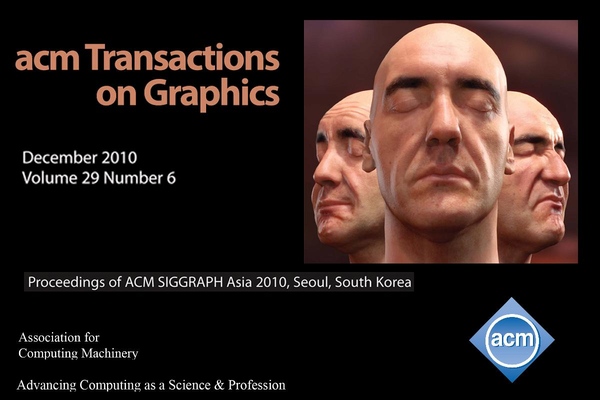 acm Transactions
on Graphics
December 2010
Volume 29 Number 6
Proceedings of ACM SIGGRAPH Asia 2010, Seoul, South Korea
Association for
Computing Machinery
acm
Advancing Computing as a Science & Profession